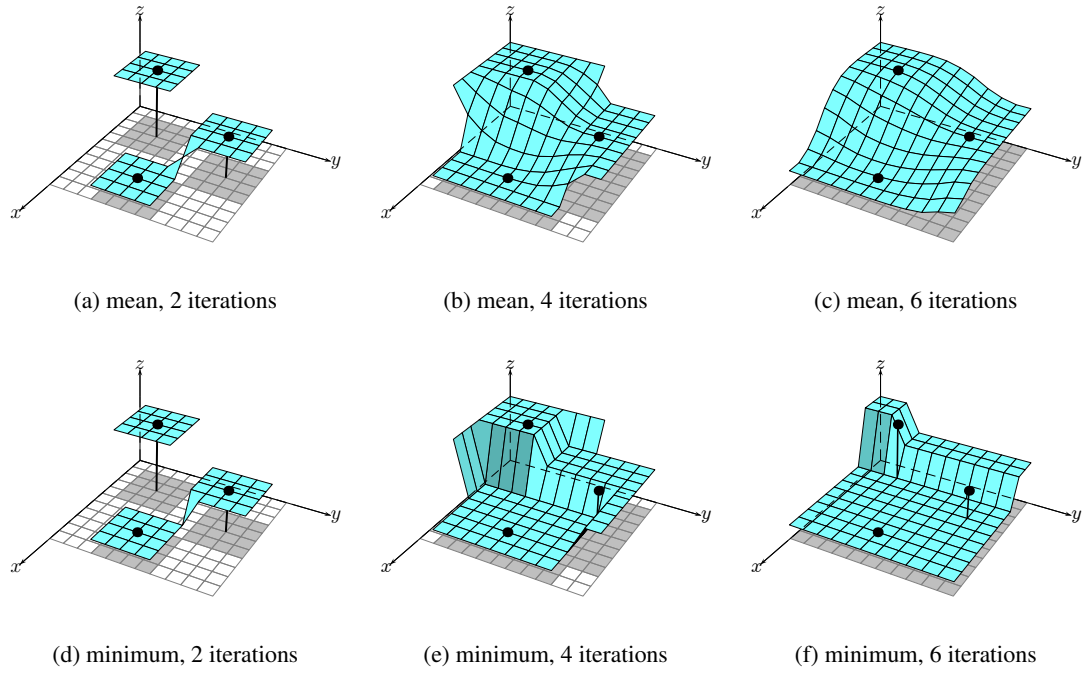 z
z
z
y
y
y
x
x
x
(a) mean, 2 iterations
(b) mean, 4 iterations
(c) mean, 6 iterations
z
z
z
y
y
y
x
x
x
(d) minimum, 2 iterations
(e) minimum, 4 iterations
(f) minimum, 6 iterations